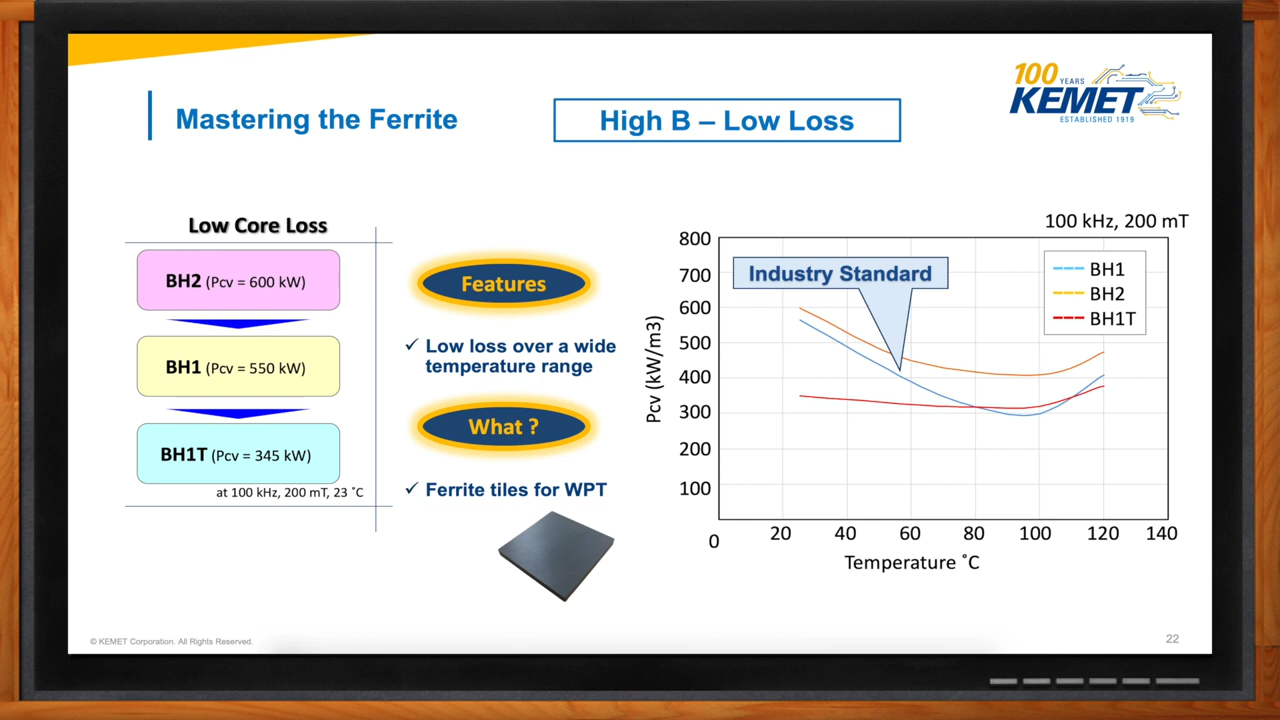 Mastering the Ferrite
High B – Low Loss
100 YEARS
KEMET
ESTABLISHED 1919
Low Core Loss
BH2 (Pcv = 600 kW)
BH1 (Pcv = 550 kW)
BH1T (Pcv = 345 kW)
at 100 kHz, 200 mT, 23 ˚C
Features
✓ Low loss over a wide
temperature range
What ?
✓ Ferrite tiles for WPT
100 kHz, 200 mT
Industry Standard
BH1
BH2
BH1T
Pcv (kW/m3)
800
700
600
500
400
300
200
100
0
20 40 60 80 100 120 140
Temperature ˚C
© KEMET Corporation. All Rights Reserved.
22